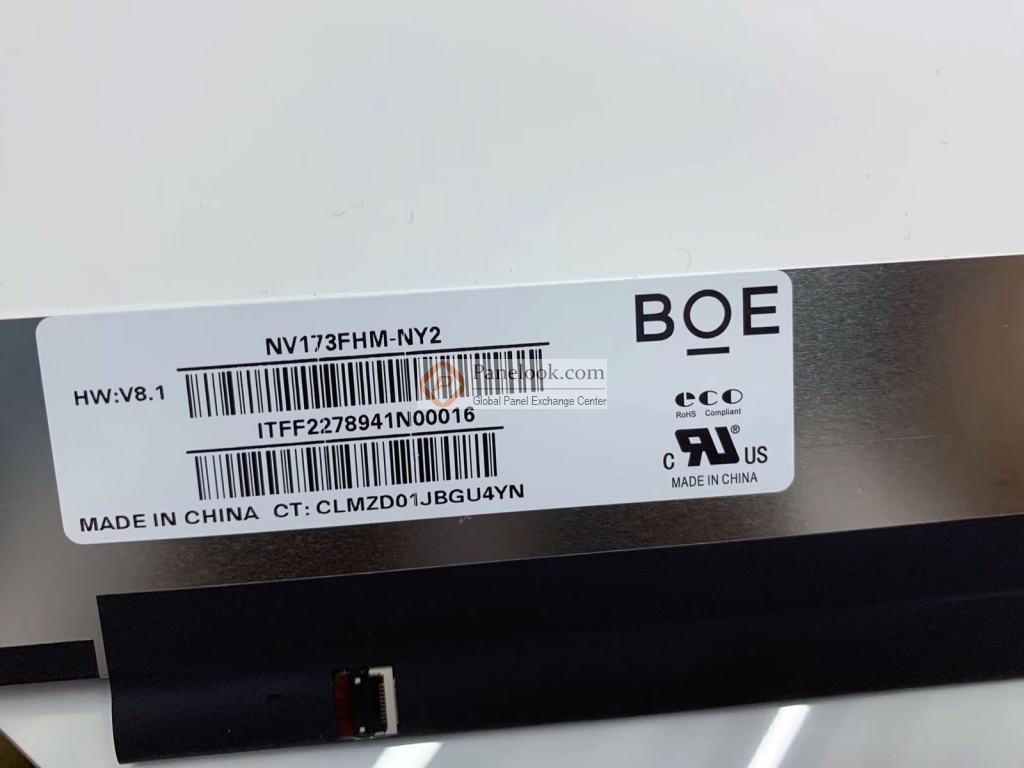 BOE
NV173FHM-NY2
HW:V8.1
Panelook.com
Global Panel Exchange Center
eco
RoHS Compliant
ITFF2278941N00016
C RU® US
MADE IN CHINA
MADE IN CHINA CT: CLMZD01JBGU4YN